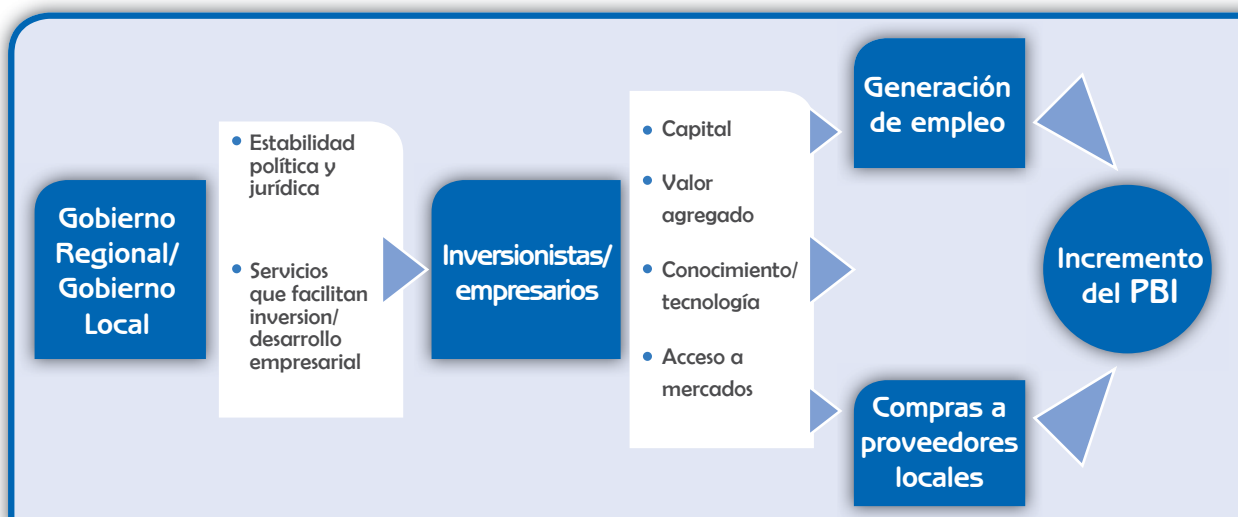 Gobierno
Regional/
Gobierno
Local
Estabilidad
política y
jurídica
Servicios
que facilitan
inversion/
desarrollo
empresarial
Inversionistas/
empresarios
Capital
Valor
agregado
Conocimiento/
tecnología
Acceso a
mercados
Generación
de empleo
Compras a
proveedores
locales
Incremento
del PBI